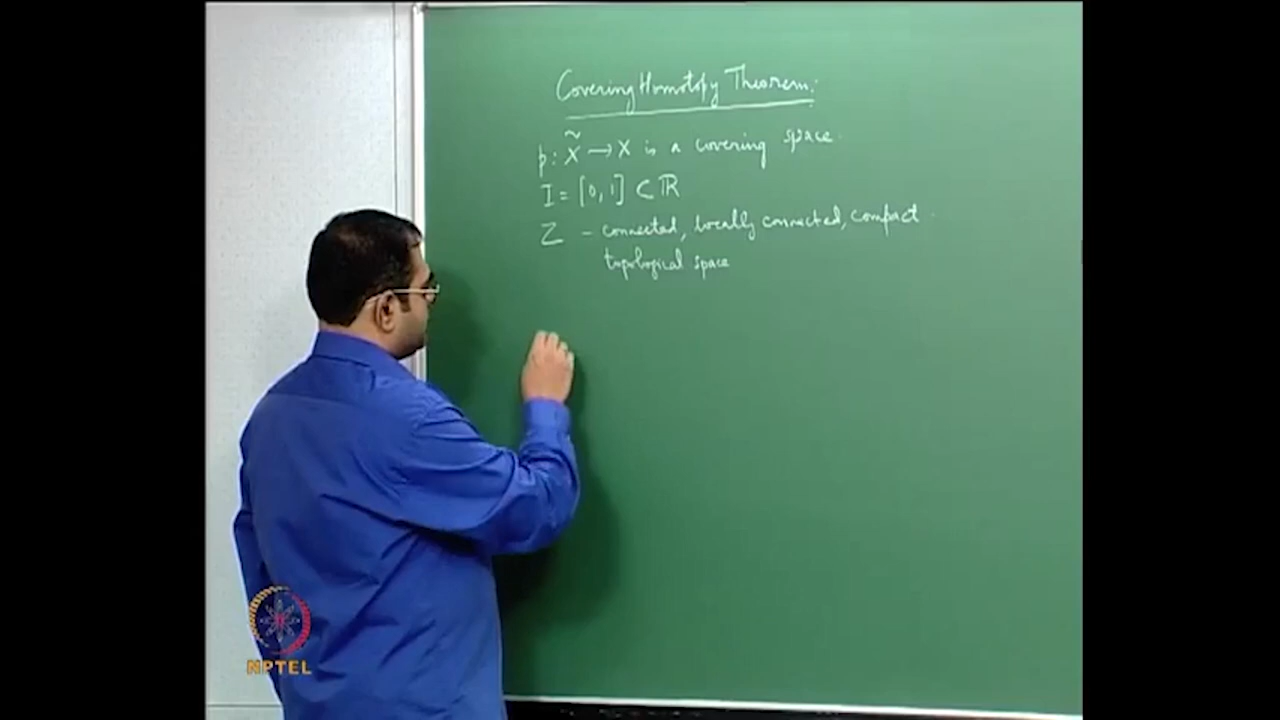 Covering Homotopy Theorem:
p: X̃ → X is a covering space.
I = [0, 1] ⊂ ℝ
Z - connected, locally connected, compact
topological space
NPTEL